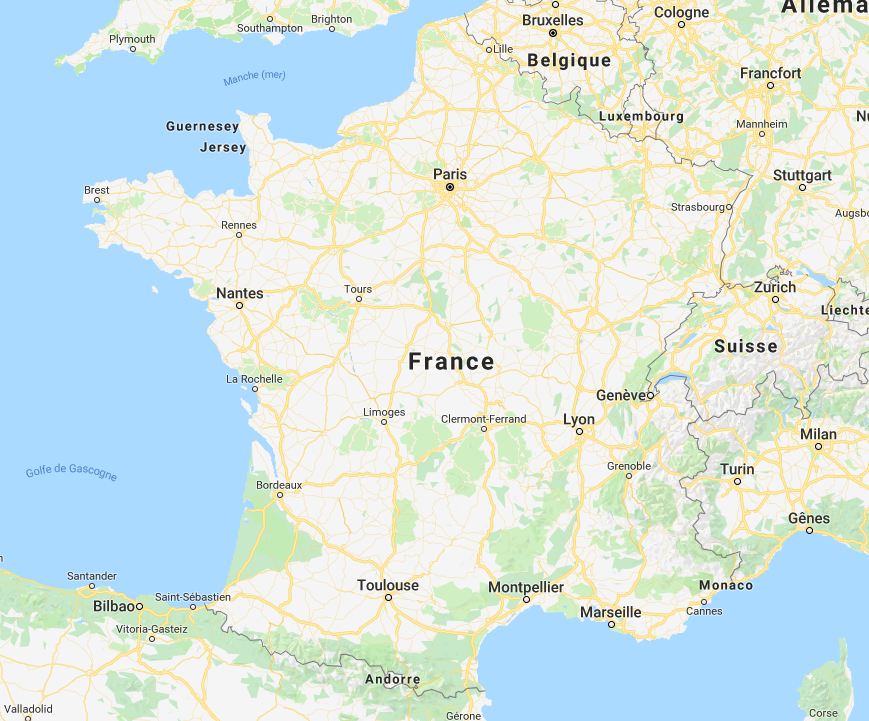 Allema
Cologne
Bruxelles
Brighton
Southampton
Plymouth
Lille
Belgique
Francfort
Manche (mer)
Luxembourg
Guernesey
Mannheim
Nu
Jersey
Paris
Stuttgart
Brest
Strasbourg
Augsbo
Rennes
Zurich
Tours
Nantes
Liechte
Suisse
France
La Rochelle
Genève
Limoges
Clermont-Ferrand
Lyon
Milan
Grenoble
Turin
Golfe de Gascogne
Bordeaux
Gênes
Santander
Toulouse
Montpellier
Monaco
Saint-Sébastien
Bilbao
Marseille
Cannes
Vitoria-Gasteiz
Andorre
Valladolid
Gérone
Corse